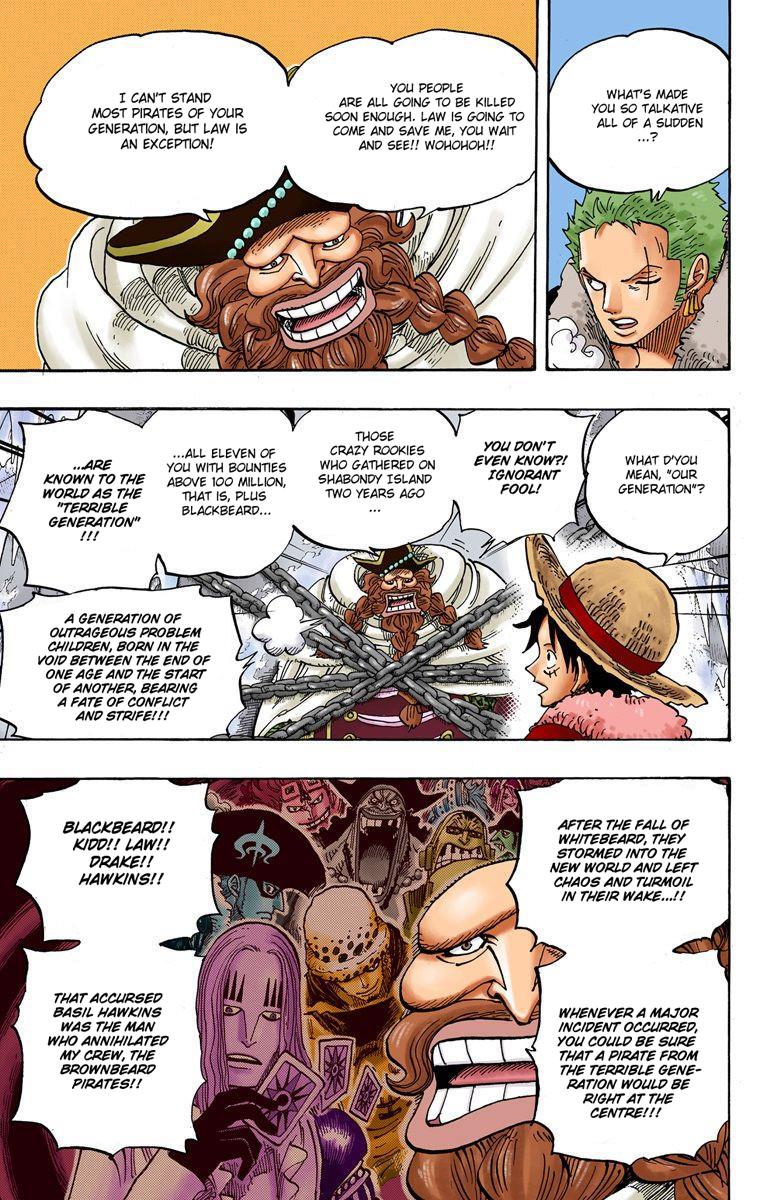 WHAT'S MADE
YOU SO TALKATIVE
ALL OF A SUDDEN
...?
YOU PEOPLE
ARE ALL GOING TO BE KILLED
SOON ENOUGH. LAW IS GOING TO
COME AND SAVE ME, YOU WAIT
AND SEE!! WOHOHOH!!
I CAN'T STAND
MOST PIRATES OF YOUR
GENERATION, BUT LAW IS
AN EXCEPTION!
WHAT D'YOU
MEAN, "OUR
GENERATION"?
YOU DON'T
EVEN KNOW?!
IGNORANT
FOOL!
THOSE
CRAZY ROOKIES
WHO GATHERED ON
SHABONDY ISLAND
TWO YEARS AGO
...
...ALL ELEVEN OF
YOU WITH BOUNTIES
ABOVE 100 MILLION,
THAT IS, PLUS
BLACKBEARD...
...ARE
KNOWN TO THE
WORLD AS THE
"TERRIBLE
GENERATION"
!!!
A GENERATION OF
OUTRAGEOUS PROBLEM
CHILDREN, BORN IN THE
VOID BETWEEN THE END OF
ONE AGE AND THE START
OF ANOTHER, BEARING
A FATE OF CONFLICT
AND STRIFE!!!
AFTER THE FALL OF
WHITEBEARD, THEY
STORMED INTO THE
NEW WORLD AND LEFT
CHAOS AND TURMOIL
IN THEIR WAKE...!!
WHENEVER A MAJOR
INCIDENT OCCURRED,
YOU COULD BE SURE
THAT A PIRATE FROM
THE TERRIBLE GENE-
RATION WOULD BE
RIGHT AT THE
CENTRE!!!
BLACKBEARD!!
KIDD!! LAW!!
DRAKE!!
HAWKINS!!
THAT ACCURSED
BASIL HAWKINS
WAS THE MAN
WHO ANNIHILATED
MY CREW, THE
BROWNBEARD
PIRATES!!